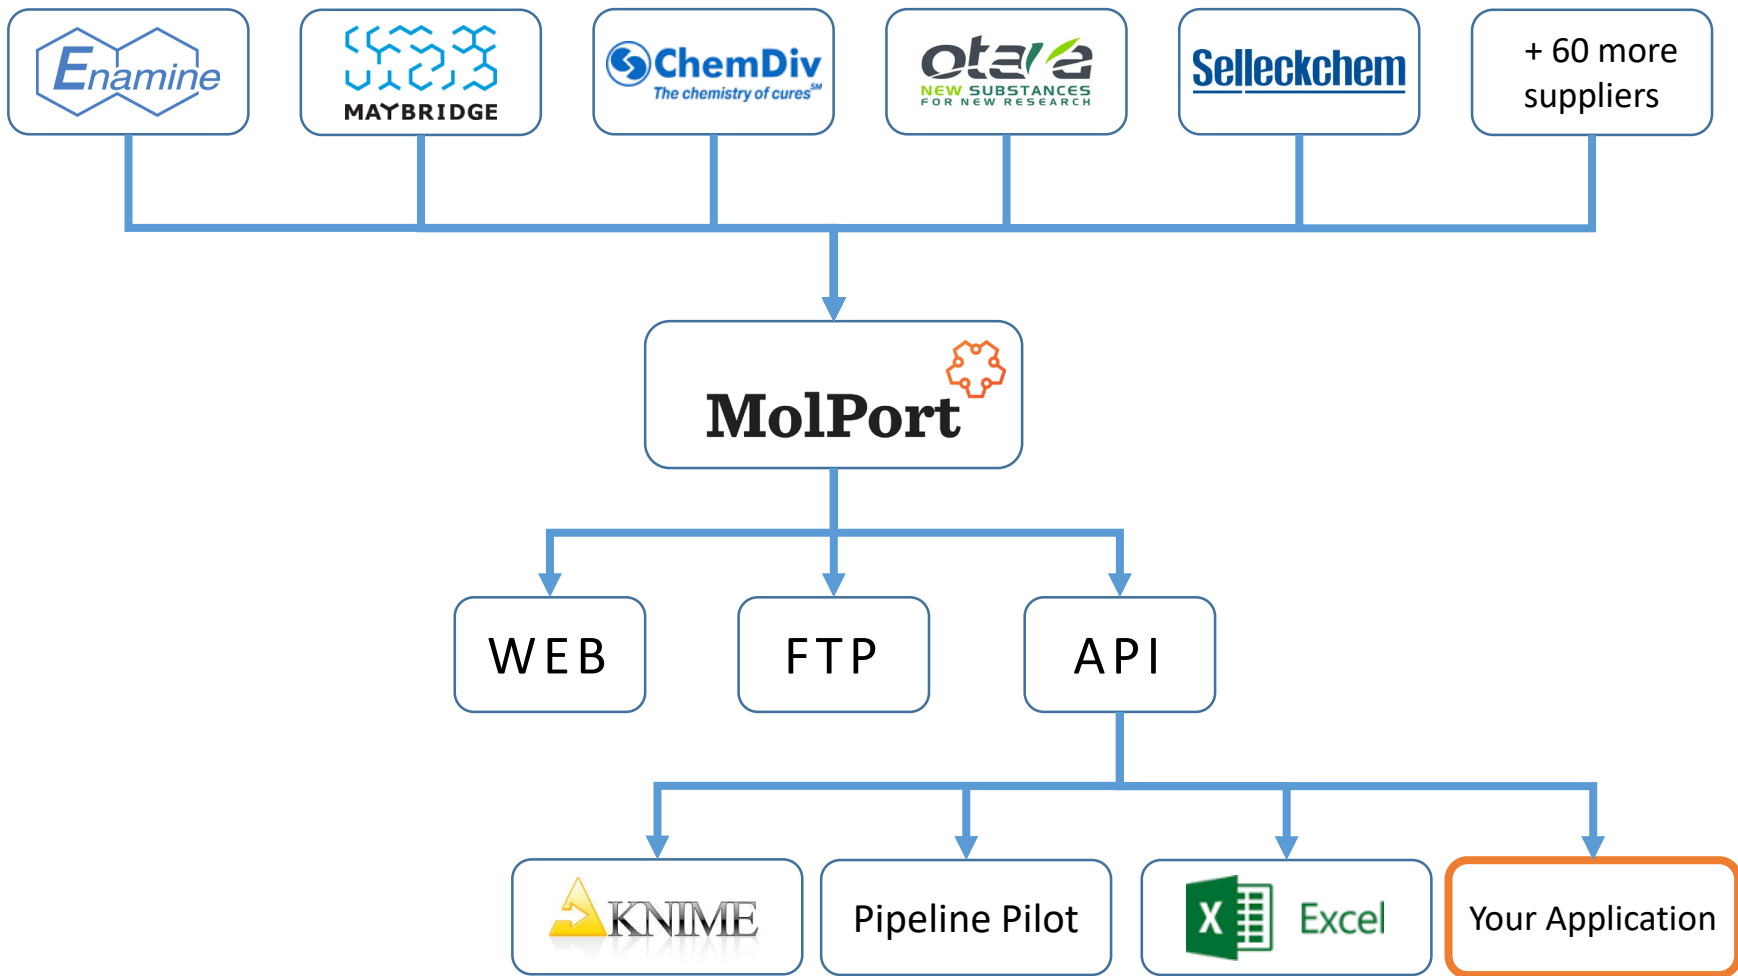 Enamine
MAYBRIDGE
ChemDiv
The chemistry of cures℠
otava
NEW SUBSTANCES
FOR NEW RESEARCH
Selleckchem
+ 60 more
suppliers
MolPort
WEB
FTP
API
KNIME
Pipeline Pilot
X
Excel
Your Application